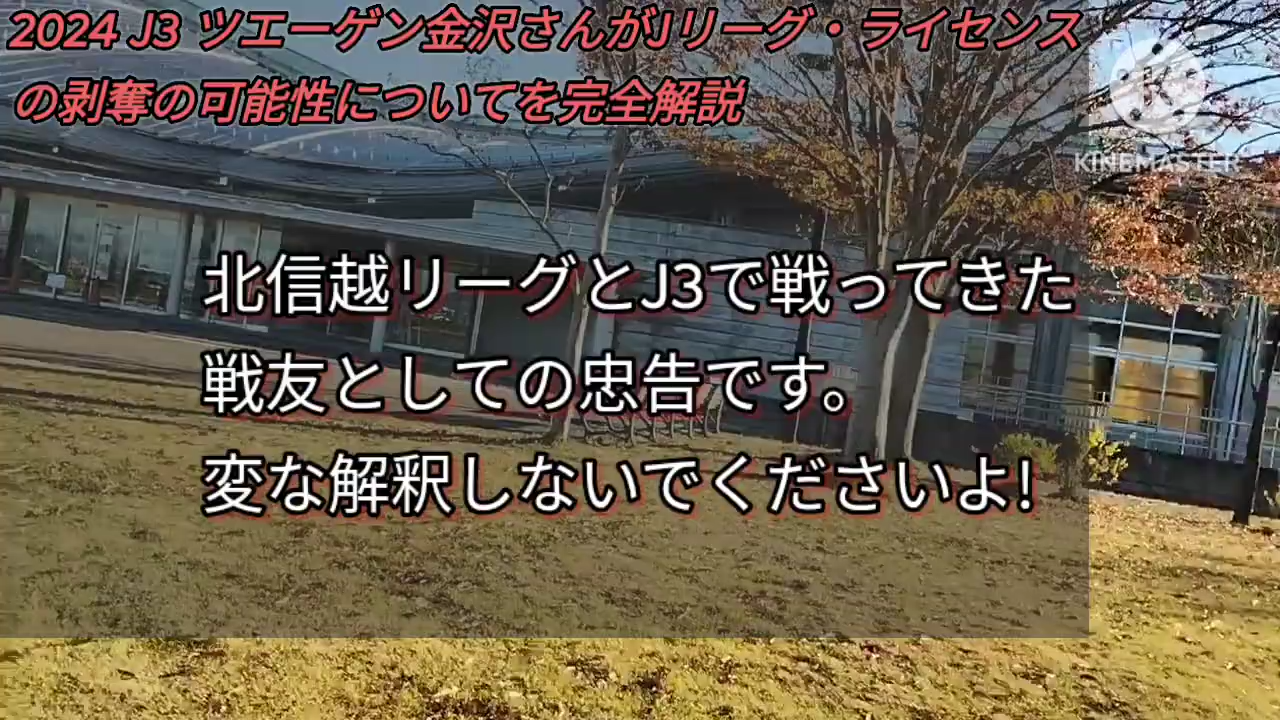 2024 J3 ツエーゲン金沢さんがJリーグ・ライセンス
の剥奪の可能性についてを完全解説
K
KINEMASTER
北信越リーグとJ3で戦ってきた
戦友としての忠告です。
変な解釈しないでくださいよ!